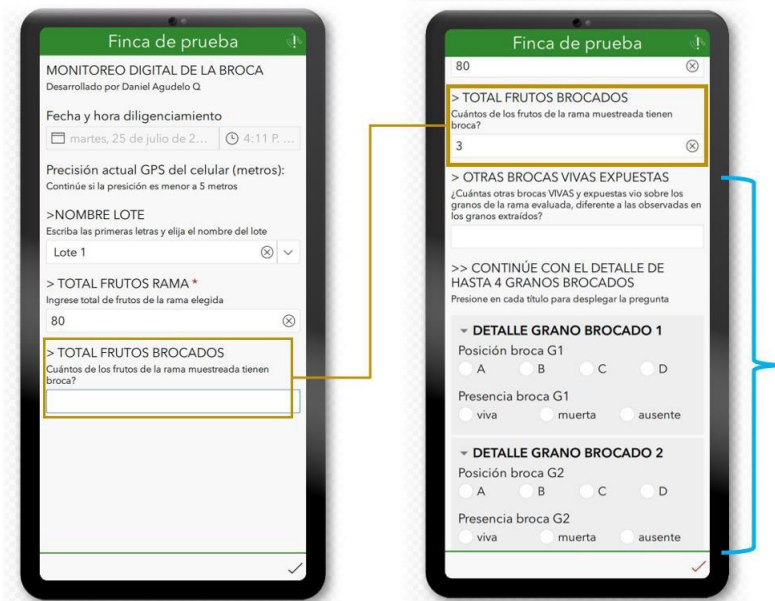 Finca de prueba
MONITOREO DIGITAL DE LA BROCA
Desarrollado por Daniel Agudelo Q
Fecha y hora diligenciamiento
martes, 25 de julio de 2... 4:11 P. ...
Precisión actual GPS del celular (metros):
Continúe si la presición es menor a 5 metros
>NOMBRE LOTE
Escriba las primeras letras y elija el nombre del lote
Lote 1
> TOTAL FRUTOS RAMA *
Ingrese total de frutos de la rama elegida
80
> TOTAL FRUTOS BROCADOS
Cuántos de los frutos de la rama muestreada tienen
broca?
Finca de prueba
80
> TOTAL FRUTOS BROCADOS
Cuántos de los frutos de la rama muestreada tienen
broca?
3
> OTRAS BROCAS VIVAS EXPUESTAS
¿Cuántas otras brocas VIVAS y expuestas vio sobre los
granos de la rama evaluada, diferente a las observadas en
los granos extraídos?
>> CONTINÚE CON EL DETALLE DE
HASTA 4 GRANOS BROCADOS
Presione en cada título para desplegar la pregunta
DETALLE GRANO BROCADO 1
Posición broca G1
A B C D
Presencia broca G1
viva muerta ausente
DETALLE GRANO BROCADO 2
Posición broca G2
A B C D
Presencia broca G2
viva muerta ausente